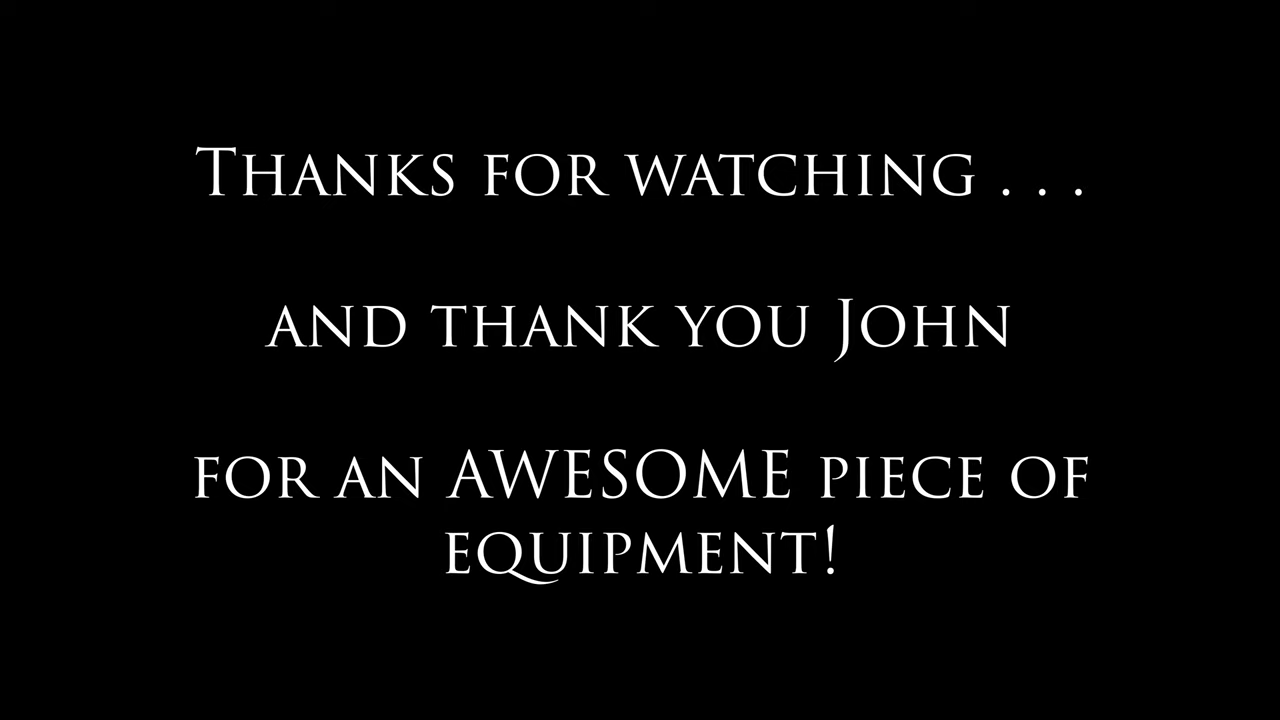 Thanks for watching . . .
and thank you John
for an AWESOME piece of
equipment!